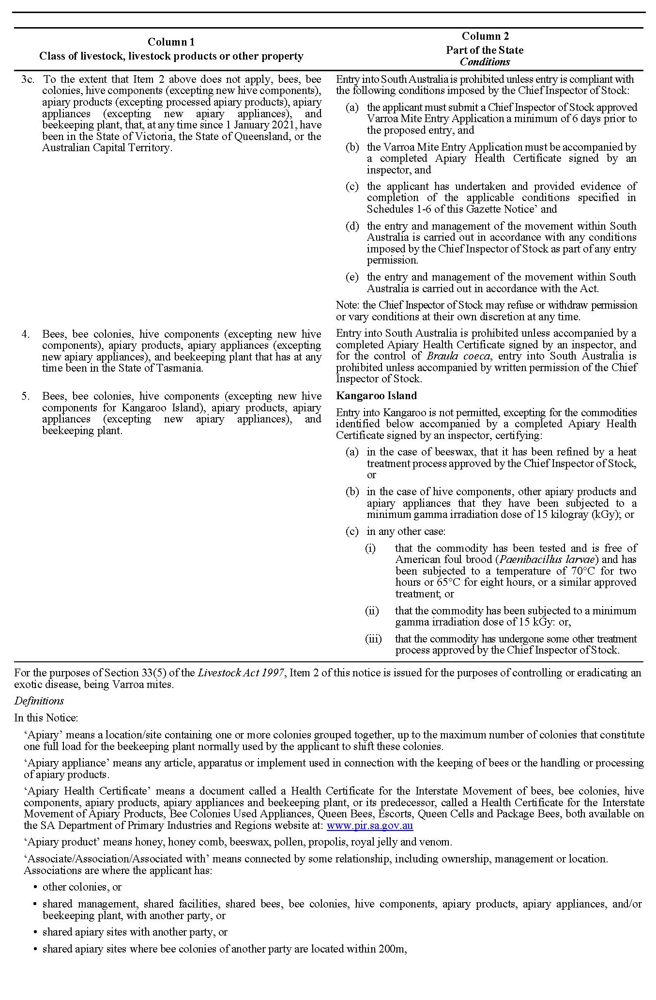 Column 1
Class of livestock, livestock products or other property
Column 2
Part of the State
Conditions
3c. To the extent that Item 2 above does not apply, bees, bee
colonies, hive components (excepting new hive components),
apiary products (excepting processed apiary products), apiary
appliances (excepting new apiary appliances), and
beekeeping plant, that, at any time since 1 January 2021, have
been in the State of Victoria, the State of Queensland, or the
Australian Capital Territory.
Entry into South Australia is prohibited unless entry is compliant with
the following conditions imposed by the Chief Inspector of Stock:
(a) the applicant must submit a Chief Inspector of Stock approved
Varroa Mite Entry Application a minimum of 6 days prior to
the proposed entry, and
(b) the Varroa Mite Entry Application must be accompanied by
a completed Apiary Health Certificate signed by an
inspector, and
(c) the applicant has undertaken and provided evidence of
completion of the applicable conditions specified in
Schedules 1-6 of this Gazette Notice’ and
(d) the entry and management of the movement within South
Australia is carried out in accordance with any conditions
imposed by the Chief Inspector of Stock as part of any entry
permission.
(e) the entry and management of the movement within South
Australia is carried out in accordance with the Act.
Note: the Chief Inspector of Stock may refuse or withdraw permission
or vary conditions at their own discretion at any time.
4. Bees, bee colonies, hive components (excepting new hive
components), apiary products, apiary appliances (excepting
new apiary appliances), and beekeeping plant that has at any
time been in the State of Tasmania.
Entry into South Australia is prohibited unless accompanied by a
completed Apiary Health Certificate signed by an inspector, and
for the control of Braula coeca, entry into South Australia is
prohibited unless accompanied by written permission of the Chief
Inspector of Stock.
5. Bees, bee colonies, hive components (excepting new hive
components for Kangaroo Island), apiary products, apiary
appliances (excepting new apiary appliances), and
beekeeping plant.
Kangaroo Island
Entry into Kangaroo is not permitted, excepting for the commodities
identified below accompanied by a completed Apiary Health
Certificate signed by an inspector, certifying:
(a) in the case of beeswax, that it has been refined by a heat
treatment process approved by the Chief Inspector of Stock,
or
(b) in the case of hive components, other apiary products and
apiary appliances that they have been subjected to a
minimum gamma irradiation dose of 15 kilogray (kGy); or
(c) in any other case:
(i) that the commodity has been tested and is free of
American foul brood (Paenibacillus larvae) and has
been subjected to a temperature of 70°C for two
hours or 65°C for eight hours, or a similar approved
treatment; or
(ii) that the commodity has been subjected to a minimum
gamma irradiation dose of 15 kGy: or,
(iii) that the commodity has undergone some other treatment
process approved by the Chief Inspector of Stock.
For the purposes of Section 33(5) of the Livestock Act 1997, Item 2 of this notice is issued for the purposes of controlling or eradicating an
exotic disease, being Varroa mites.
Definitions
In this Notice:
‘Apiary’ means a location/site containing one or more colonies grouped together, up to the maximum number of colonies that constitute
one full load for the beekeeping plant normally used by the applicant to shift these colonies.
‘Apiary appliance’ means any article, apparatus or implement used in connection with the keeping of bees or the handling or processing
of apiary products.
‘Apiary Health Certificate’ means a document called a Health Certificate for the Interstate Movement of bees, bee colonies, hive
components, apiary products, apiary appliances and beekeeping plant, or its predecessor, called a Health Certificate for the Interstate
Movement of Apiary Products, Bee Colonies Used Appliances, Queen Bees, Escorts, Queen Cells and Package Bees, both available on
the SA Department of Primary Industries and Regions website at: www.pir.sa.gov.au
‘Apiary product’ means honey, honey comb, beeswax, pollen, propolis, royal jelly and venom.
‘Associate/Association/Associated with’ means connected by some relationship, including ownership, management or location.
Associations are where the applicant has:
• other colonies, or
• shared management, shared facilities, shared bees, bee colonies, hive components, apiary products, apiary appliances, and/or
beekeeping plant, with another party, or
• shared apiary sites with another party, or
• shared apiary sites where bee colonies of another party are located within 200m,